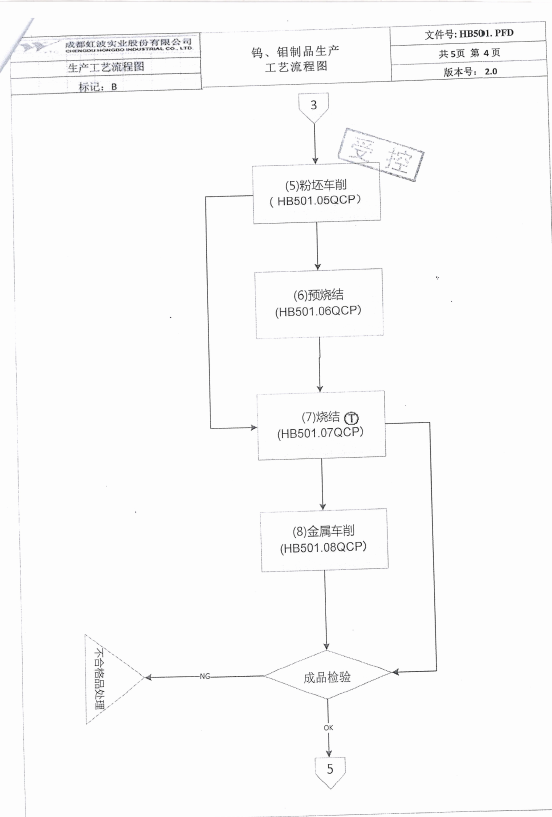 成都虹波实业股份有限公司
CHENGDU HONGBO INDUSTRIAL CO., LTD
生产工艺流程图
标记：B
钨、钼制品生产
工艺流程图
文件号: HB501. PFD
共5页 第 4页
版本号： 2.0
3
受控
(5)粉坯车削
( HB501.05QCP)
(6)预烧结
(HB501.06QCP)
(7)烧结 T
(HB501.07QCP)
(8)金属车削
(HB501.08QCP)
成品检验
NG
不合格品处理
OK
5